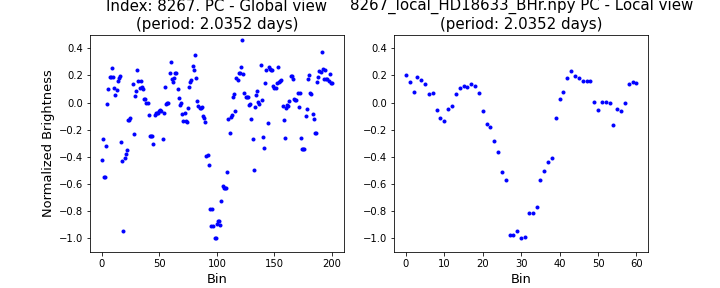 Index: 8267. PC - Global view
(period: 2.0352 days)
8267_local_HD18633_BHr.npy PC - Local view
(period: 2.0352 days)
Normalized Brightness
0.4
0.2
0.0
−0.2
−0.4
−0.6
−0.8
−1.0
0 50 100 150 200
Bin
0.4
0.2
0.0
−0.2
−0.4
−0.6
−0.8
−1.0
0 10 20 30 40 50 60
Bin